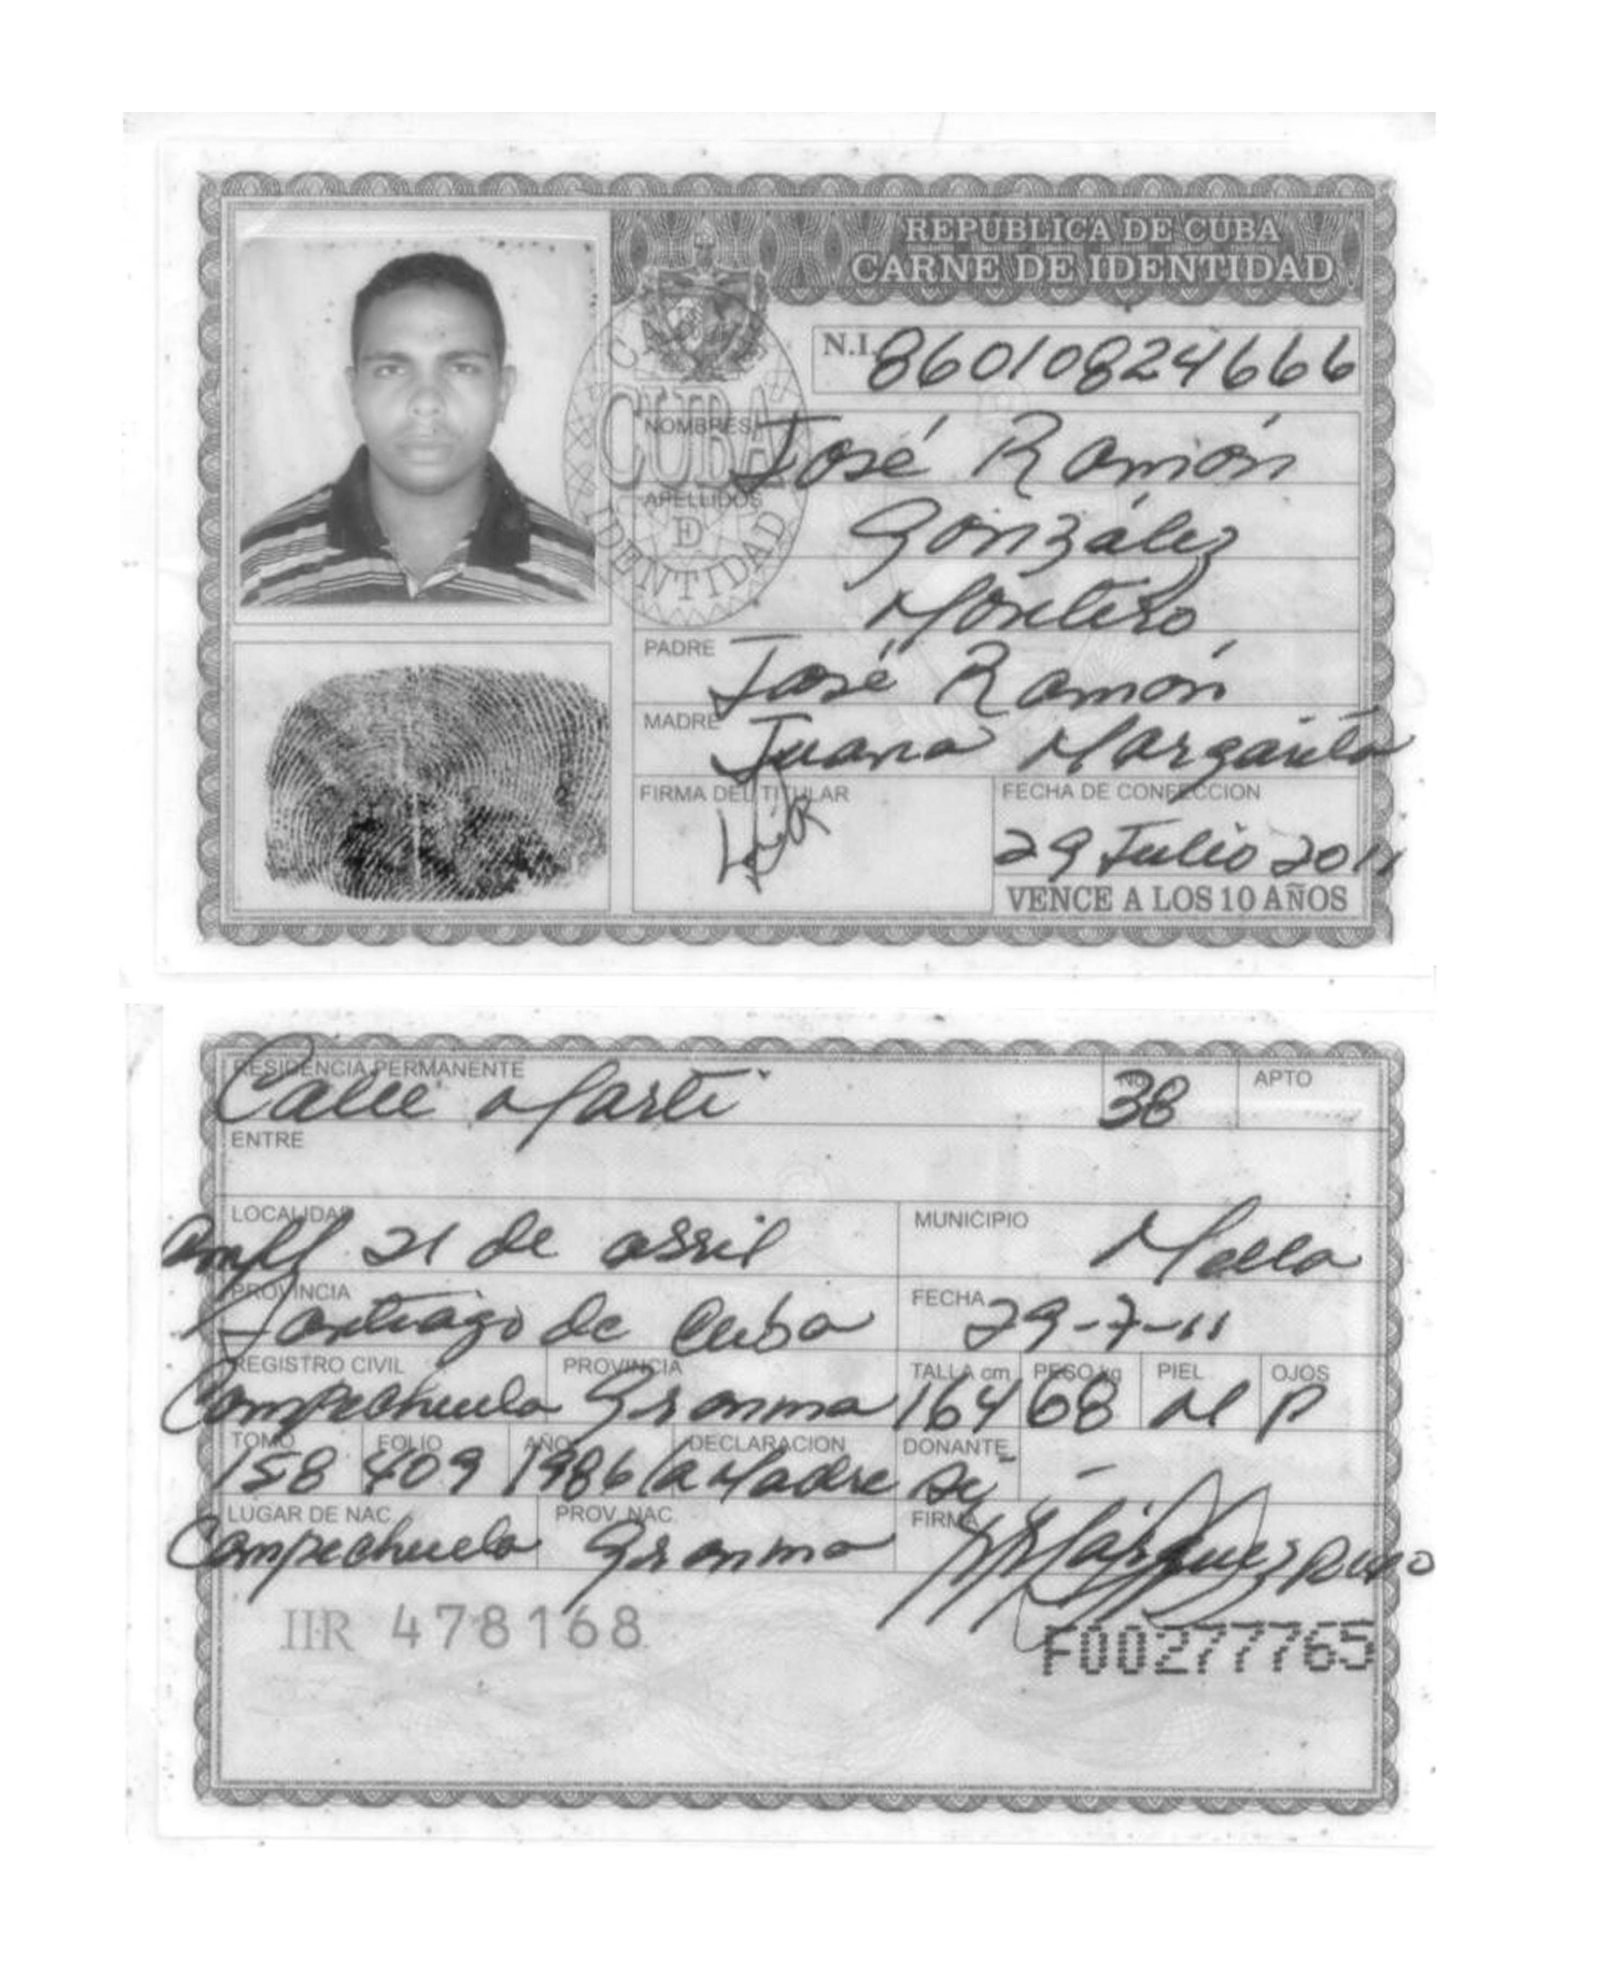 REPÚBLICA DE CUBA
CARNE DE IDENTIDAD
N.I. 86010824666
CUBA
NOMBRES José Ramón
APELLIDOS González
Montero
DE
IDENTIDAD
PADRE José Ramón
MADRE Juana Margarita
FIRMA DEL TITULAR
FECHA DE CONFECCION
29 Julio 2011
VENCE A LOS 10 AÑOS
RESIDENCIA PERMANENTE No. APTO
Calle Martí 38
ENTRE
LOCALIDAD MUNICIPIO
21 de abril Mella
PROVINCIA FECHA
Santiago de Cuba 29-7-11
REGISTRO CIVIL PROVINCIA TALLA cm PESO kg PIEL OJOS
Campechuela Granma 164 68 M P
TOMO FOLIO AÑO DECLARACION DONANTE
158 409 1986 la Madre Si -
LUGAR DE NAC. PROV. NAC. FIRMA
Campechuela Granma
IIR 478168
F00277765